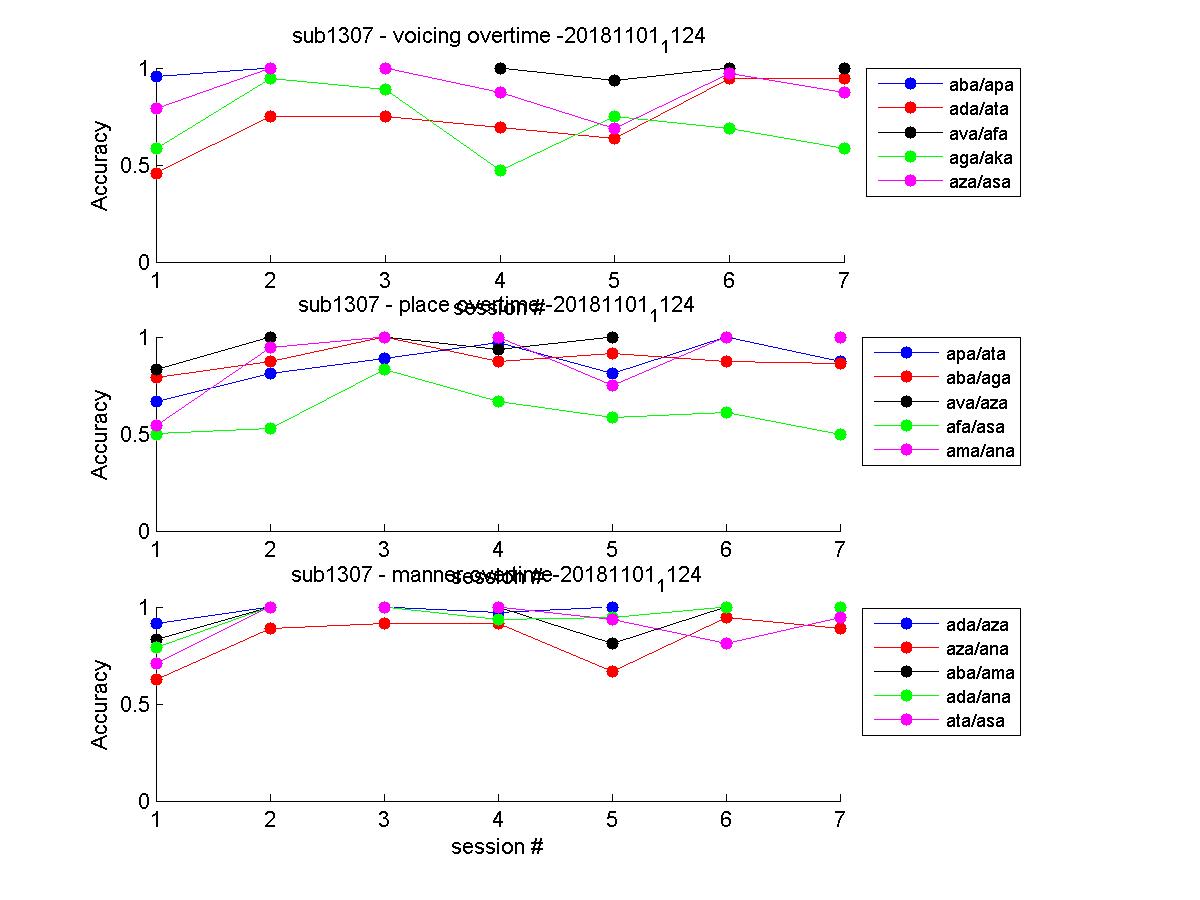 sub1307 - voicing overtime -20181101₁124
1
0.5
0
Accuracy
1 2 3 4 5 6 7
session #
aba/apa
ada/ata
ava/afa
aga/aka
aza/asa
sub1307 - place overtime -20181101₁124
1
0.5
0
Accuracy
1 2 3 4 5 6 7
session #
apa/ata
aba/aga
ava/aza
afa/asa
ama/ana
sub1307 - manner overtime -20181101₁124
1
0.5
0
Accuracy
1 2 3 4 5 6 7
session #
ada/aza
aza/ana
aba/ama
ada/ana
ata/asa